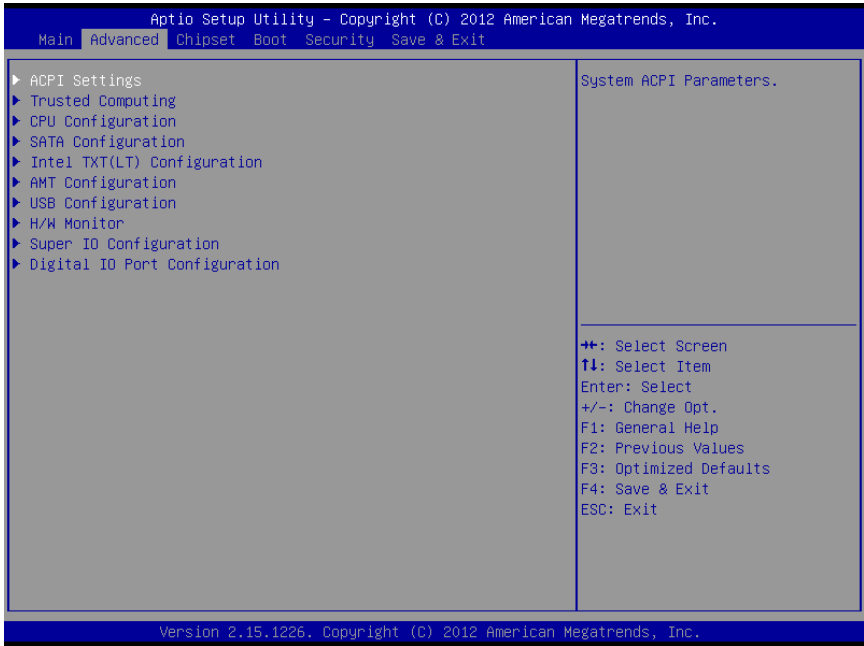 Aptio Setup Utility – Copyright (C) 2012 American Megatrends, Inc.
Main Advanced Chipset Boot Security Save & Exit
ACPI Settings
Trusted Computing
CPU Configuration
SATA Configuration
Intel TXT(LT) Configuration
AMT Configuration
USB Configuration
H/W Monitor
Super IO Configuration
Digital IO Port Configuration
System ACPI Parameters.
→←: Select Screen
↑↓: Select Item
Enter: Select
+/-: Change Opt.
F1: General Help
F2: Previous Values
F3: Optimized Defaults
F4: Save & Exit
ESC: Exit
Version 2.15.1226. Copyright (C) 2012 American Megatrends, Inc.